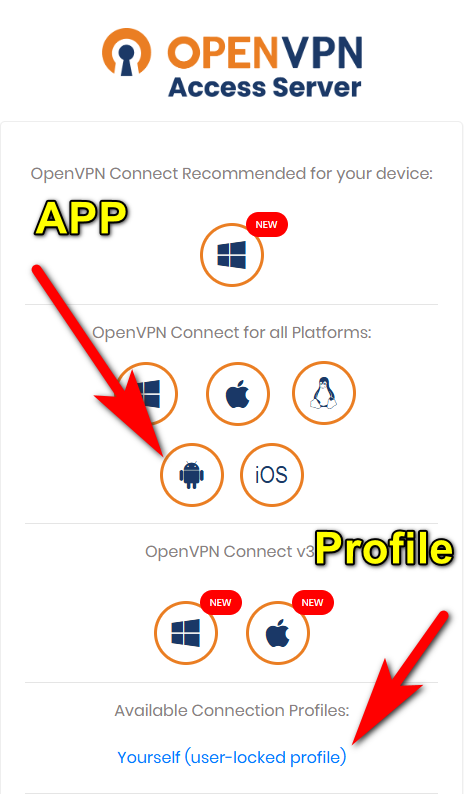 OPENVPN
Access Server
OpenVPN Connect Recommended for your device:
APP
NEW
OpenVPN Connect for all Platforms:
iOS
OpenVPN Connect v3
Profile
NEW
NEW
Available Connection Profiles:
Yourself (user-locked profile)